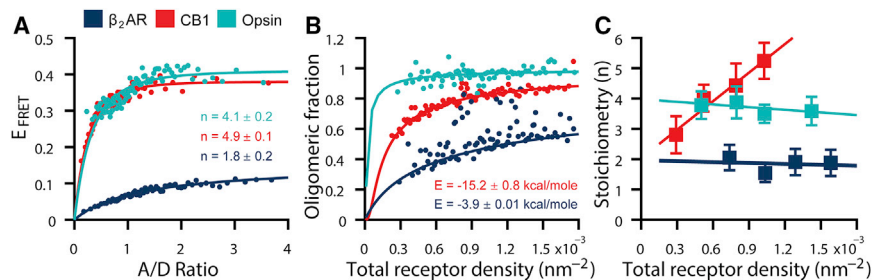 β₂AR CB1 Opsin
A
0.5
0.4
0.3
0.2
0.1
0
E_FRET
n = 4.1 ± 0.2
n = 4.9 ± 0.1
n = 1.8 ± 0.2
0 1 2 3 4
A/D Ratio
B
1.2
1
0.8
0.6
0.4
0.2
0
Oligomeric fraction
E = -15.2 ± 0.8 kcal/mole
E = -3.9 ± 0.01 kcal/mole
0 0.3 0.6 0.9 1.2 1.5 x10⁻³
Total receptor density (nm⁻²)
C
6
5
4
3
2
1
0
Stoichiometry (n)
0 0.3 0.6 0.9 1.2 1.5 x10⁻³
Total receptor density (nm⁻²)